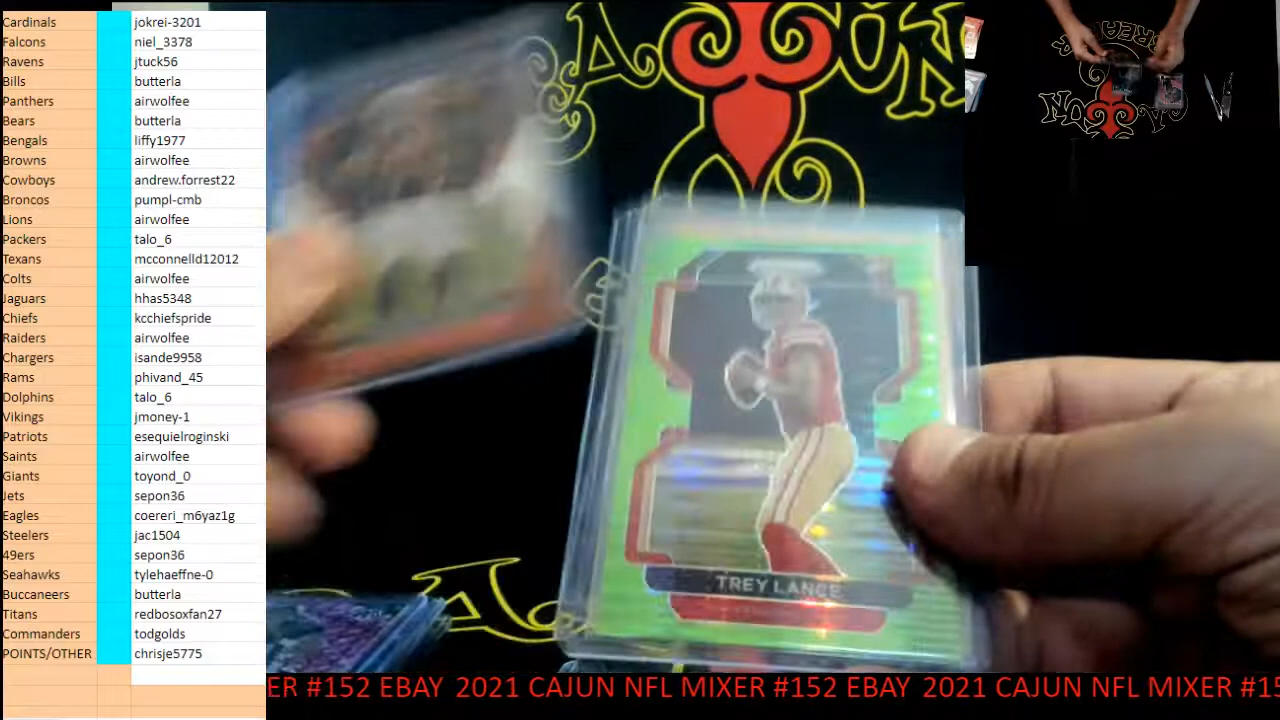 Cardinals jokrei-3201
Falcons niel_3378
Ravens jtuck56
Bills butterla
Panthers airwolfee
Bears butterla
Bengals liffy1977
Browns airwolfee
Cowboys andrew.forrest22
Broncos pumpl-cmb
Lions airwolfee
Packers talo_6
Texans mcconnelld12012
Colts airwolfee
Jaguars hhas5348
Chiefs kcchiefspride
Raiders airwolfee
Chargers isande9958
Rams phivand_45
Dolphins talo_6
Vikings jmoney-1
Patriots esequielroginski
Saints airwolfee
Giants toyond_0
Jets sepon36
Eagles coereri_m6yaz1g
Steelers jac1504
49ers sepon36
Seahawks tylehaeffne-0
Buccaneers butterla
Titans redbosoxfan27
Commanders todgolds
POINTS/OTHER chrisje5775
TREY LANCE
ER #152 EBAY 2021 CAJUN NFL MIXER #152 EBAY 2021 CAJUN NFL MIXER #15